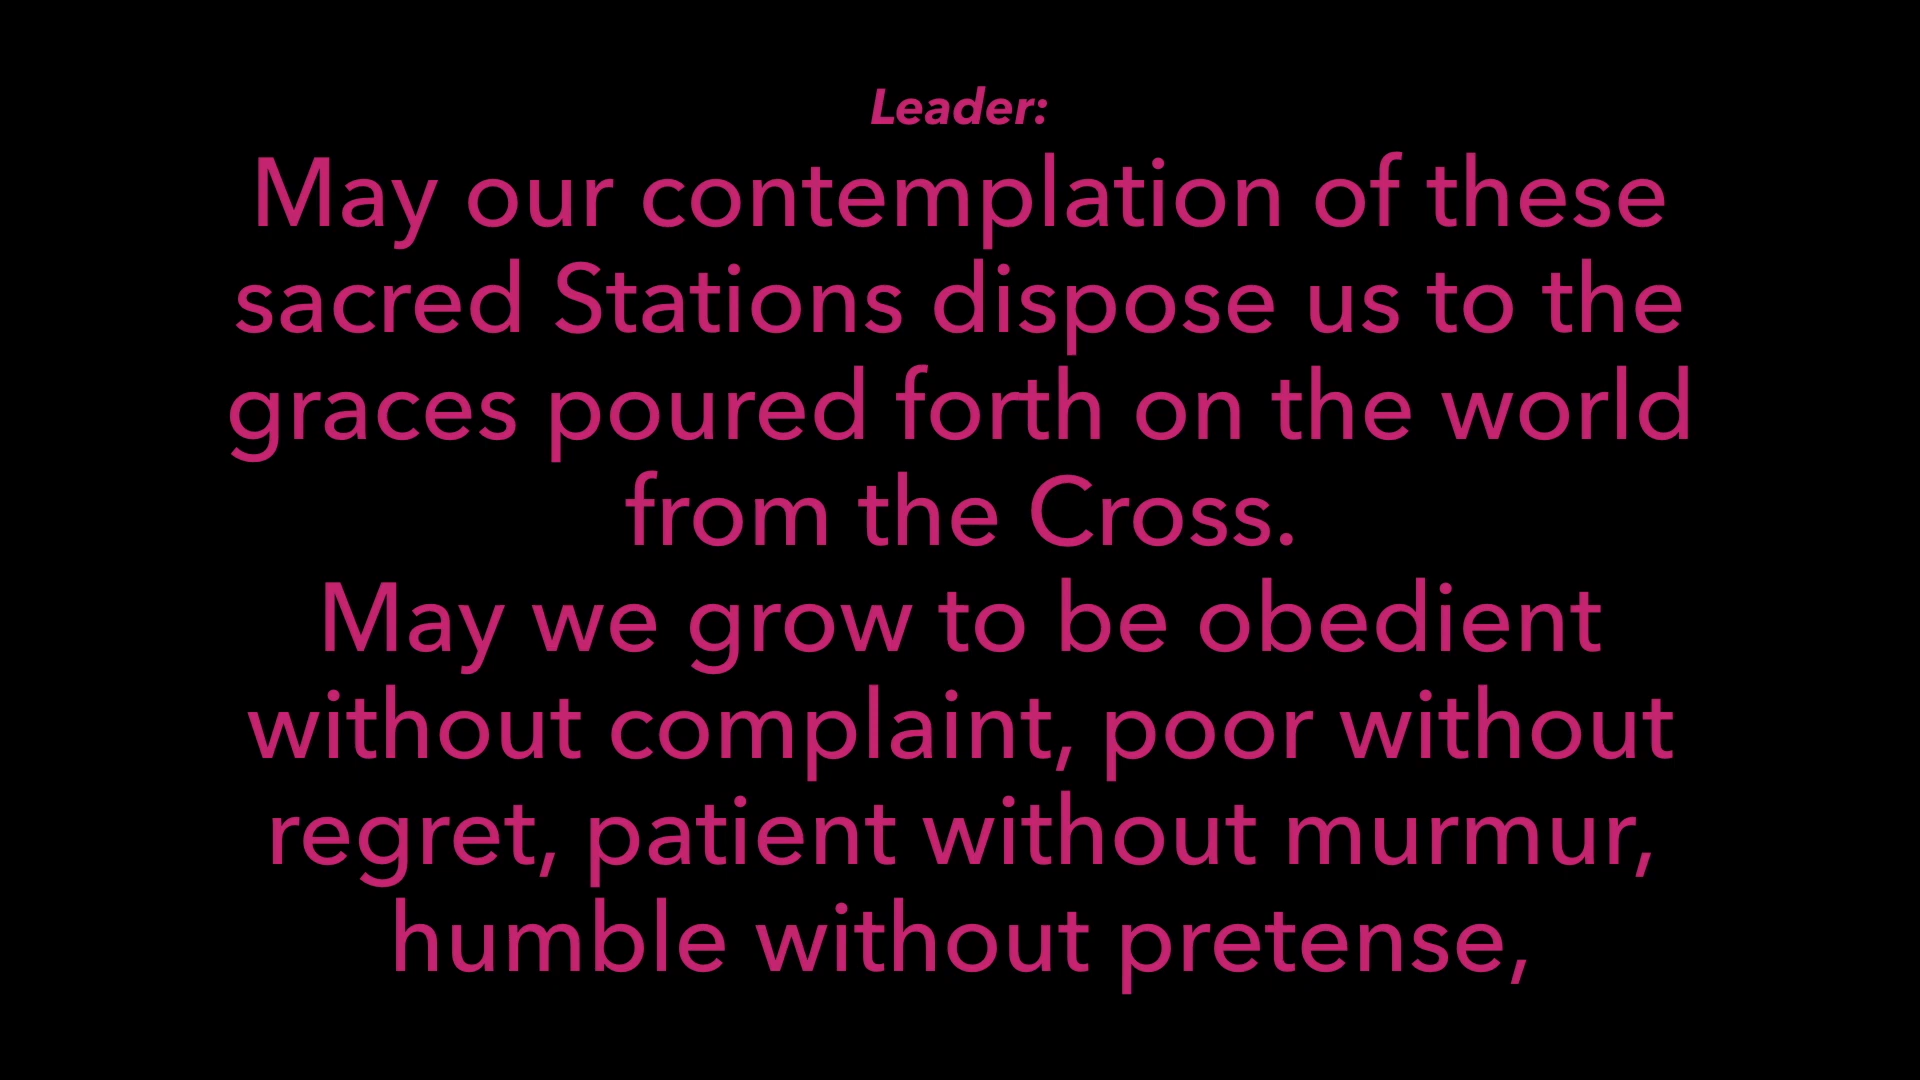 Leader:
May our contemplation of these
sacred Stations dispose us to the
graces poured forth on the world
from the Cross.
May we grow to be obedient
without complaint, poor without
regret, patient without murmur,
humble without pretense,